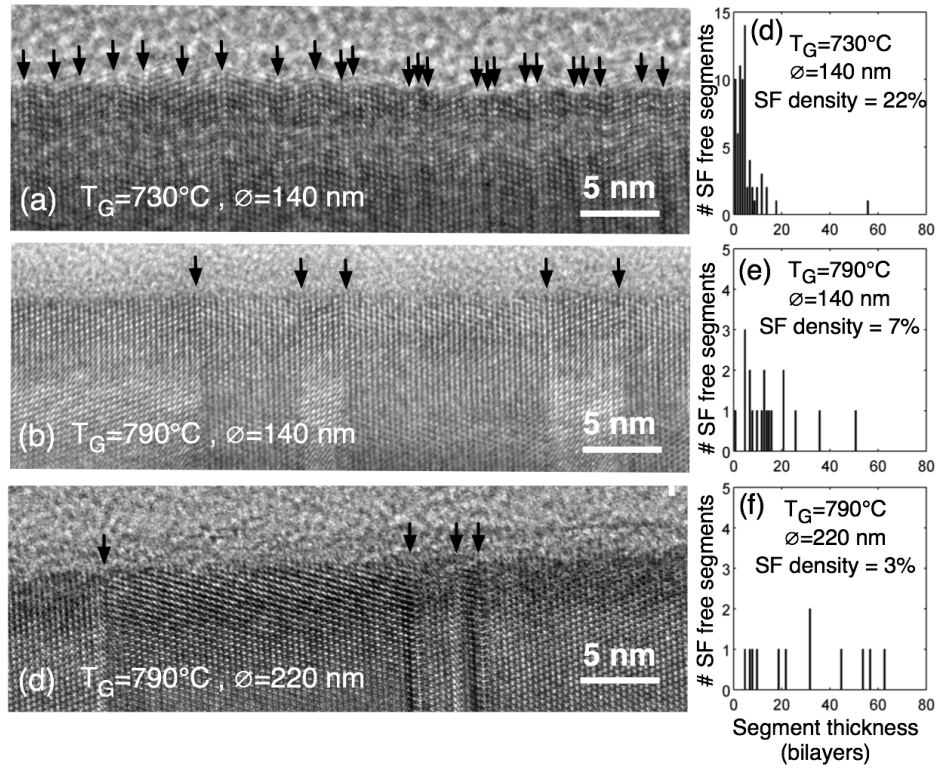 (a) T_G=730°C , ∅=140 nm
5 nm
(b) T_G=790°C , ∅=140 nm
5 nm
(d) T_G=790°C , ∅=220 nm
5 nm
(d)
T_G=730°C
∅=140 nm
SF density = 22%
# SF free segments
15
10
5
0
0 20 40 60 80
(e)
T_G=790°C
∅=140 nm
SF density = 7%
# SF free segments
5
4
3
2
1
0
0 20 40 60 80
(f)
T_G=790°C
∅=220 nm
SF density = 3%
# SF free segments
5
4
3
2
1
0
0 20 40 60 80
Segment thickness
(bilayers)